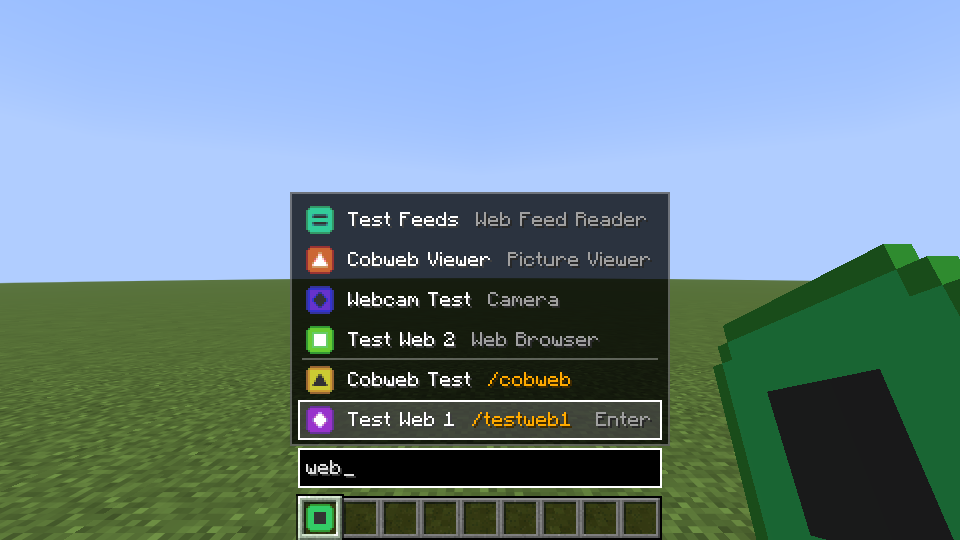 Test Feeds Web Feed Reader
Cobweb Viewer Picture Viewer
Webcam Test Camera
Test Web 2 Web Browser
Cobweb Test /cobweb
Test Web 1 /testweb1 Enter
web_